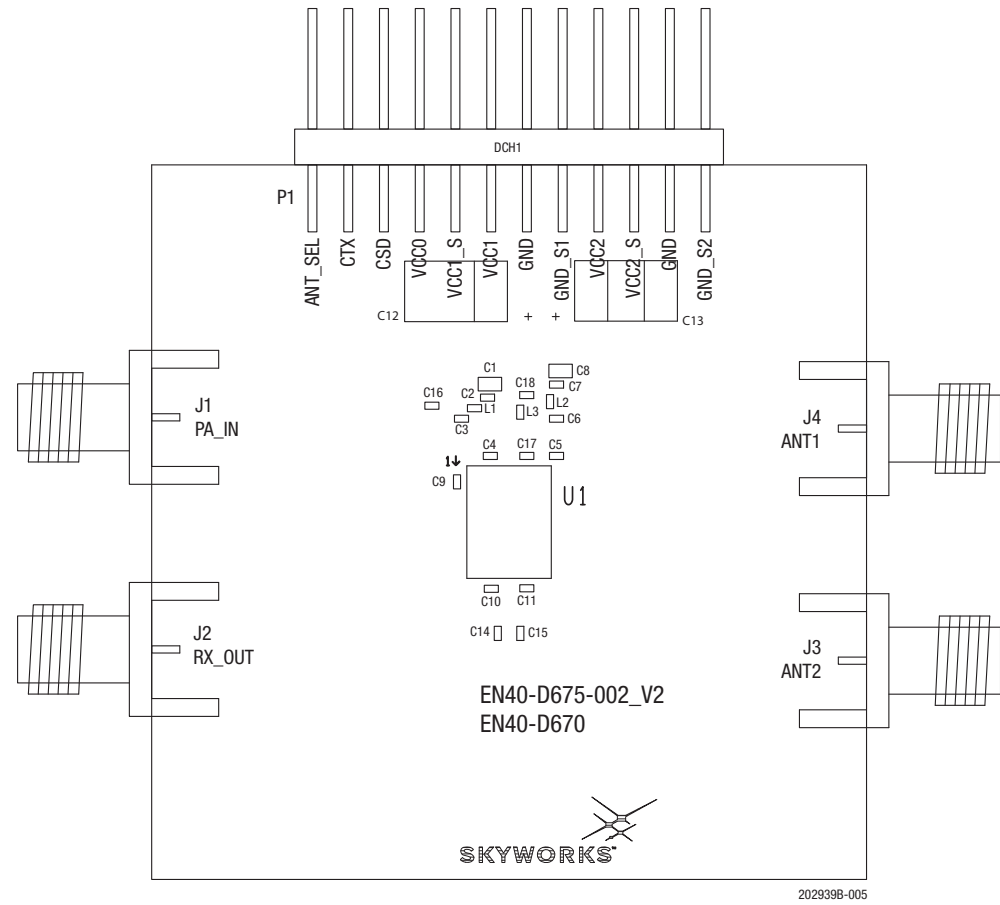 DCH1
P1
ANT_SEL
CTX
CSD
VCC0
VCC1_S
VCC1
GND
GND_S1
VCC2
VCC2_S
GND
GND_S2
C12
+ +
C13
C1
C8
C16
C2
C18
C7
L1
L3
L2
C3
C6
J1
PA_IN
J4
ANT1
C4
C17
C5
1
C9
U1
C10
C11
C14
C15
J2
RX_OUT
J3
ANT2
EN40-D675-002_V2
EN40-D670
SKYWORKS™
202939B-005